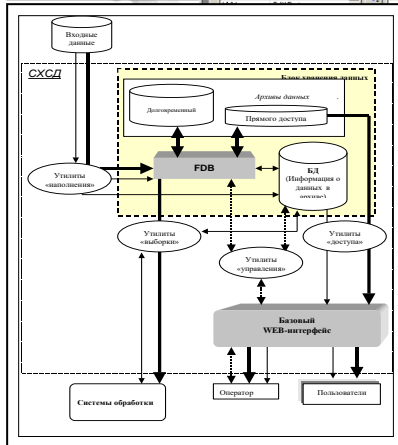 Входные
данные
СХСД
Блок хранения данных
Архивы данных
Долговременный
Прямого доступа
FDB
БД
(Информация о
данных в
архиве)
Утилиты
«наполнения»
Утилиты
«выборки»
Утилиты
«доступа»
Утилиты
«управления»
Базовый
WEB-интерфейс
Системы обработки
Оператор
Пользователи